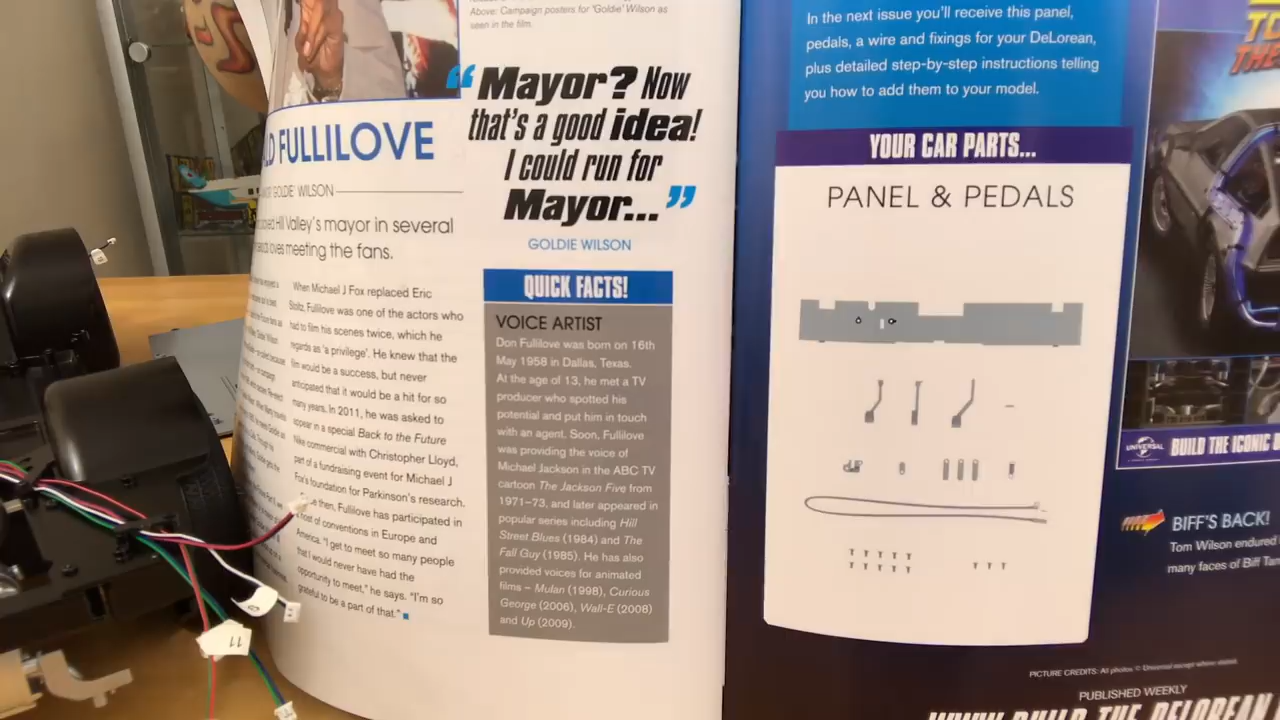 Above: Campaign posters for 'Goldie' Wilson as
seen in the film.
“Mayor? Now
that's a good idea!
I could run for
Mayor...”
GOLDIE WILSON
FULLILOVE
'GOLDIE' WILSON
Hill Valley's mayor in several
loves meeting the fans.
When Michael J Fox replaced Eric
Stoltz, Fullilove was one of the actors who
had to film his scenes twice, which he
regards as 'a privilege'. He knew that the
film would be a success, but never
anticipated that it would be a hit for so
many years. In 2011, he was asked to
appear in a special Back to the Future
Nike commercial with Christopher Lloyd,
part of a fundraising event for Michael J
Fox's foundation for Parkinson's research.
then, Fullilove has participated in
host of conventions in Europe and
America. "I get to meet so many people
that I would never have had the
opportunity to meet," he says. "I'm so
grateful to be a part of that."
QUICK FACTS!
VOICE ARTIST
Don Fullilove was born on 16th
May 1958 in Dallas, Texas.
At the age of 13, he met a TV
producer who spotted his
potential and put him in touch
with an agent. Soon, Fullilove
was providing the voice of
Michael Jackson in the ABC TV
cartoon The Jackson Five from
1971–73, and later appeared in
popular series including Hill
Street Blues (1984) and The
Fall Guy (1985). He has also
provided voices for animated
films – Mulan (1998), Curious
George (2006), Wall-E (2008)
and Up (2009).
In the next issue you'll receive this panel,
pedals, a wire and fixings for your DeLorean,
plus detailed step-by-step instructions telling
you how to add them to your model.
YOUR CAR PARTS...
PANEL & PEDALS
UNIVERSAL
BUILD THE ICONIC
BIFF'S BACK!
Tom Wilson endured
many faces of Biff
PICTURE CREDITS: All photos © Universal except where stated.
PUBLISHED WEEKLY
11